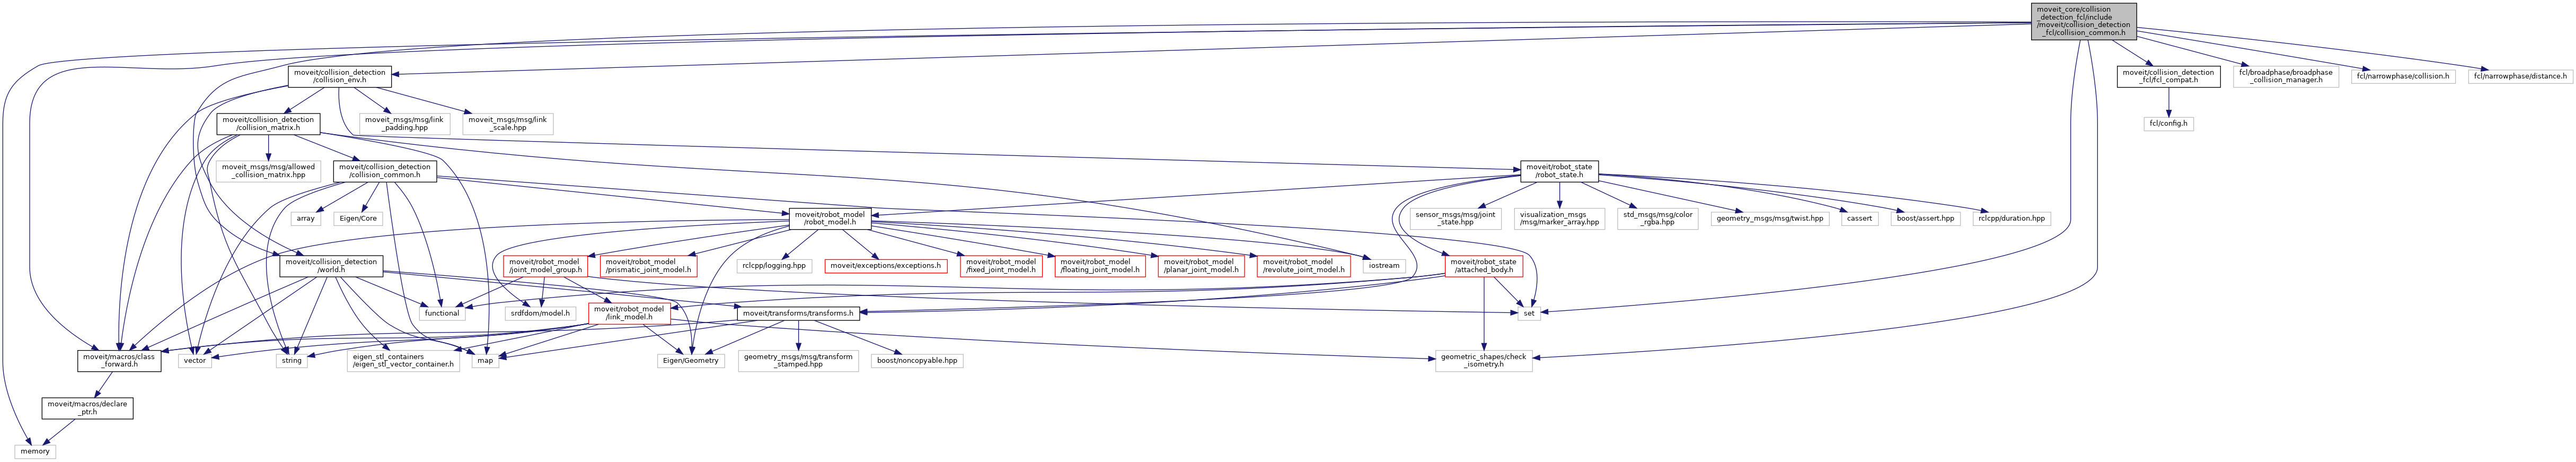 moveit_core/collision
_detection_fcl/include
/moveit/collision_detection
_fcl/collision_common.h
moveit/collision_detection
/collision_env.h
moveit/collision_detection
_fcl/fcl_compat.h
fcl/broadphase/broadphase
_collision_manager.h
fcl/narrowphase/collision.h
fcl/narrowphase/distance.h
moveit/collision_detection
/collision_matrix.h
moveit_msgs/msg/link
_padding.hpp
moveit_msgs/msg/link
_scale.hpp
fcl/config.h
moveit_msgs/msg/allowed
_collision_matrix.hpp
moveit/collision_detection
/collision_common.h
moveit/robot_state
/robot_state.h
array
Eigen/Core
moveit/robot_model
/robot_model.h
sensor_msgs/msg/joint
_state.hpp
visualization_msgs
/msg/marker_array.hpp
std_msgs/msg/color
_rgba.hpp
geometry_msgs/msg/twist.hpp
cassert
boost/assert.hpp
rclcpp/duration.hpp
moveit/collision_detection
/world.h
moveit/robot_model
/joint_model_group.h
moveit/robot_model
/prismatic_joint_model.h
rclcpp/logging.hpp
moveit/exceptions/exceptions.h
moveit/robot_model
/fixed_joint_model.h
moveit/robot_model
/floating_joint_model.h
moveit/robot_model
/planar_joint_model.h
moveit/robot_model
/revolute_joint_model.h
iostream
moveit/robot_state
/attached_body.h
functional
srdfdom/model.h
moveit/robot_model
/link_model.h
moveit/transforms/transforms.h
set
moveit/macros/class
_forward.h
vector
string
eigen_stl_containers
/eigen_stl_vector_container.h
map
Eigen/Geometry
geometry_msgs/msg/transform
_stamped.hpp
boost/noncopyable.hpp
geometric_shapes/check
_isometry.h
moveit/macros/declare
_ptr.h
memory